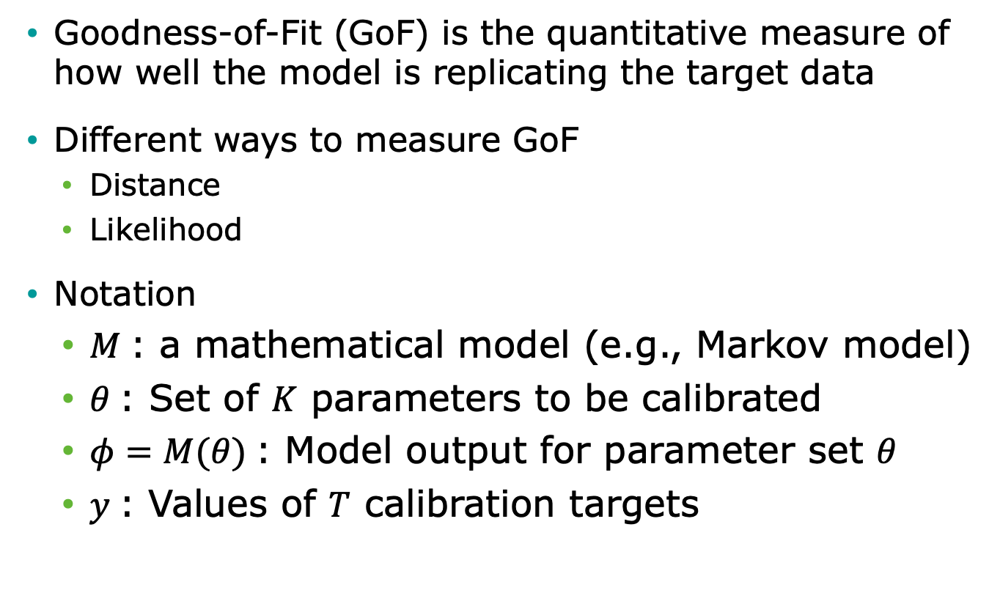 • Goodness-of-Fit (GoF) is the quantitative measure of
how well the model is replicating the target data
• Different ways to measure GoF
• Distance
• Likelihood
• Notation
• 𝑀 : a mathematical model (e.g., Markov model)
• 𝜃 : Set of 𝐾 parameters to be calibrated
• 𝜙 = 𝑀(𝜃) : Model output for parameter set 𝜃
• 𝑦 : Values of 𝑇 calibration targets